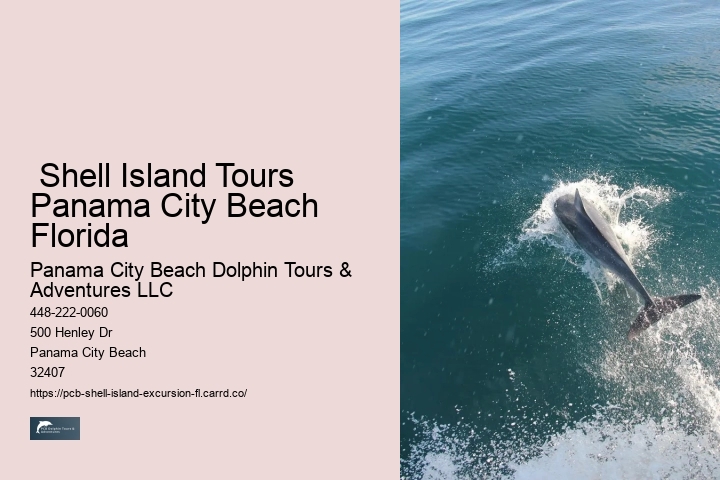 Shell Island Tours
Panama City Beach
Florida
Panama City Beach Dolphin Tours &
Adventures LLC
448-222-0060
500 Henley Dr
Panama City Beach
32407
https://pcb-shell-island-excursion-fl.carrd.co/